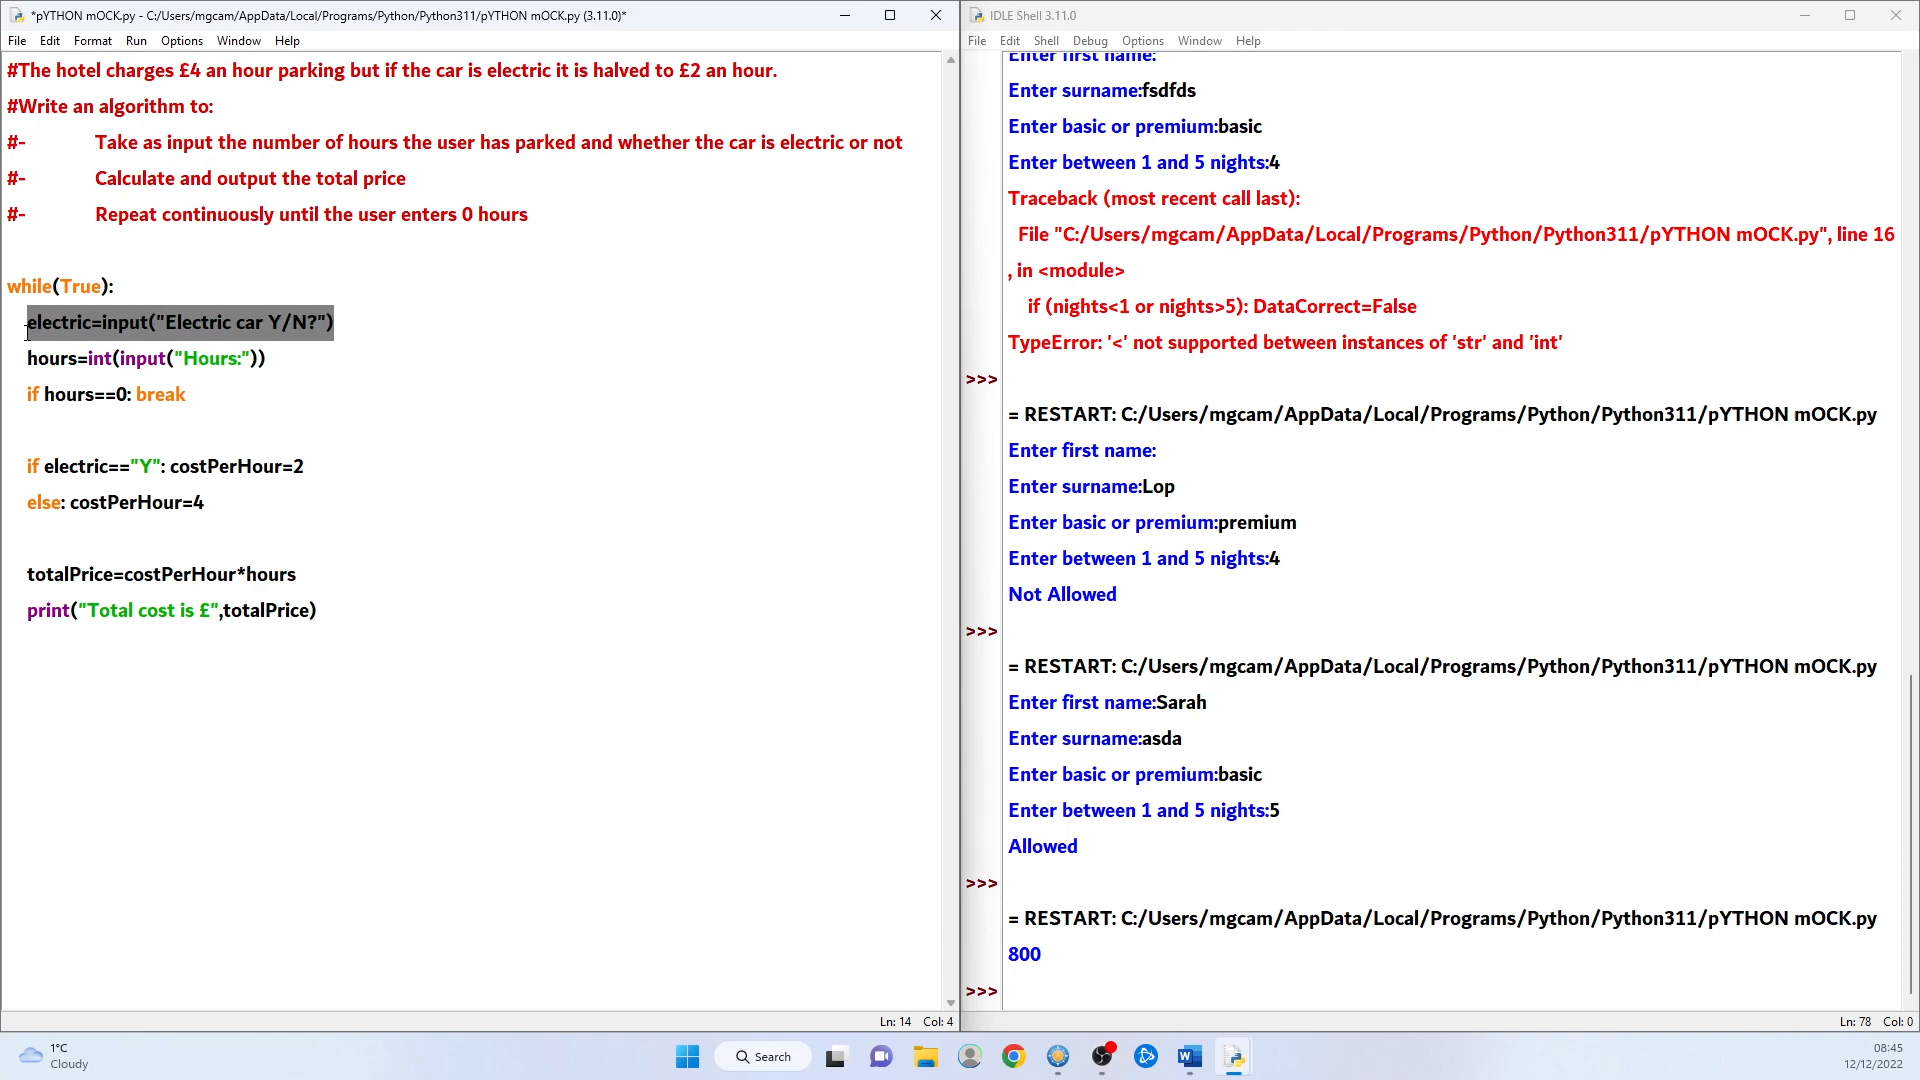 *pYTHON mOCK.py - C:/Users/mgcam/AppData/Local/Programs/Python/Python311/pYTHON mOCK.py (3.11.0)*
File Edit Format Run Options Window Help
#The hotel charges £4 an hour parking but if the car is electric it is halved to £2 an hour.
#Write an algorithm to:
#- Take as input the number of hours the user has parked and whether the car is electric or not
#- Calculate and output the total price
#- Repeat continuously until the user enters 0 hours
while(True):
electric=input("Electric car Y/N?")
hours=int(input("Hours:"))
if hours==0: break
if electric=="Y": costPerHour=2
else: costPerHour=4
totalPrice=costPerHour*hours
print("Total cost is £",totalPrice)
Ln: 14 Col: 4
IDLE Shell 3.11.0
File Edit Shell Debug Options Window Help
Enter first name:
Enter surname:fsdfds
Enter basic or premium:basic
Enter between 1 and 5 nights:4
Traceback (most recent call last):
File "C:/Users/mgcam/AppData/Local/Programs/Python/Python311/pYTHON mOCK.py", line 16
, in <module>
if (nights<1 or nights>5): DataCorrect=False
TypeError: '<' not supported between instances of 'str' and 'int'
>>>
= RESTART: C:/Users/mgcam/AppData/Local/Programs/Python/Python311/pYTHON mOCK.py
Enter first name:
Enter surname:Lop
Enter basic or premium:premium
Enter between 1 and 5 nights:4
Not Allowed
>>>
= RESTART: C:/Users/mgcam/AppData/Local/Programs/Python/Python311/pYTHON mOCK.py
Enter first name:Sarah
Enter surname:asda
Enter basic or premium:basic
Enter between 1 and 5 nights:5
Allowed
>>>
= RESTART: C:/Users/mgcam/AppData/Local/Programs/Python/Python311/pYTHON mOCK.py
800
>>>
Ln: 78 Col: 0
1°C
Cloudy
Search
08:45
12/12/2022